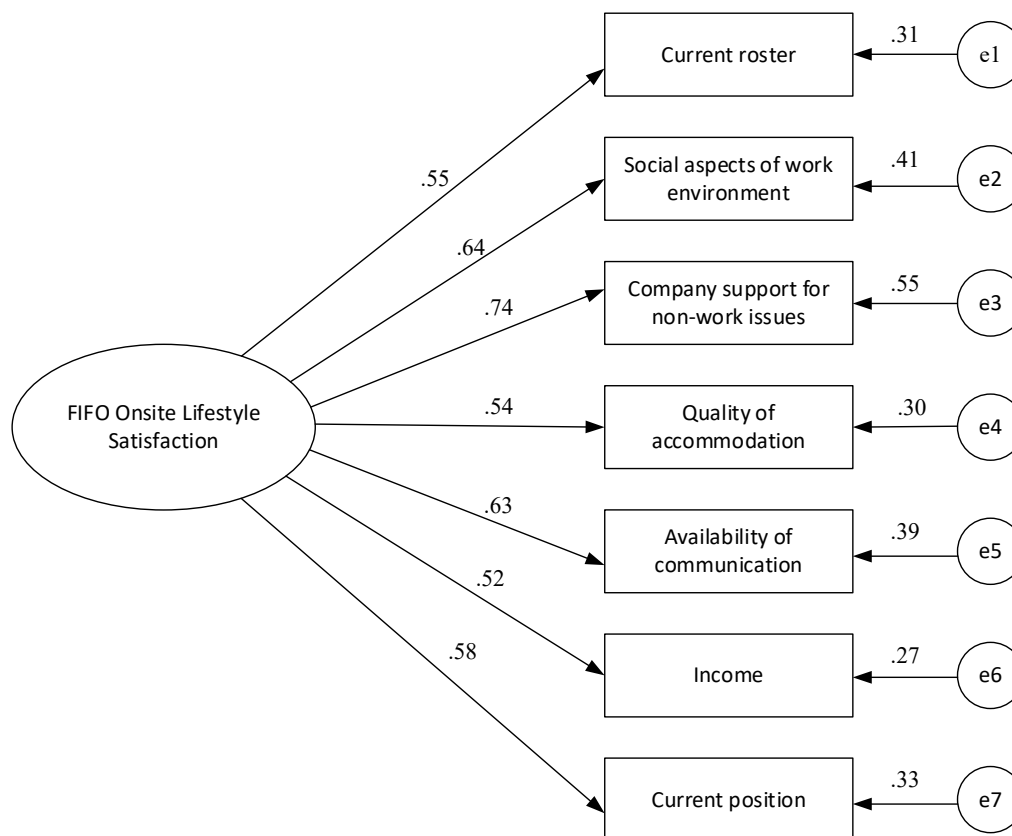 Current roster
.31
e1
.55
Social aspects of work
environment
.41
e2
.64
Company support for
non-work issues
.55
e3
.74
FIFO Onsite Lifestyle
Satisfaction
.54
Quality of
accommodation
.30
e4
.63
Availability of
communication
.39
e5
.52
Income
.27
e6
.58
Current position
.33
e7